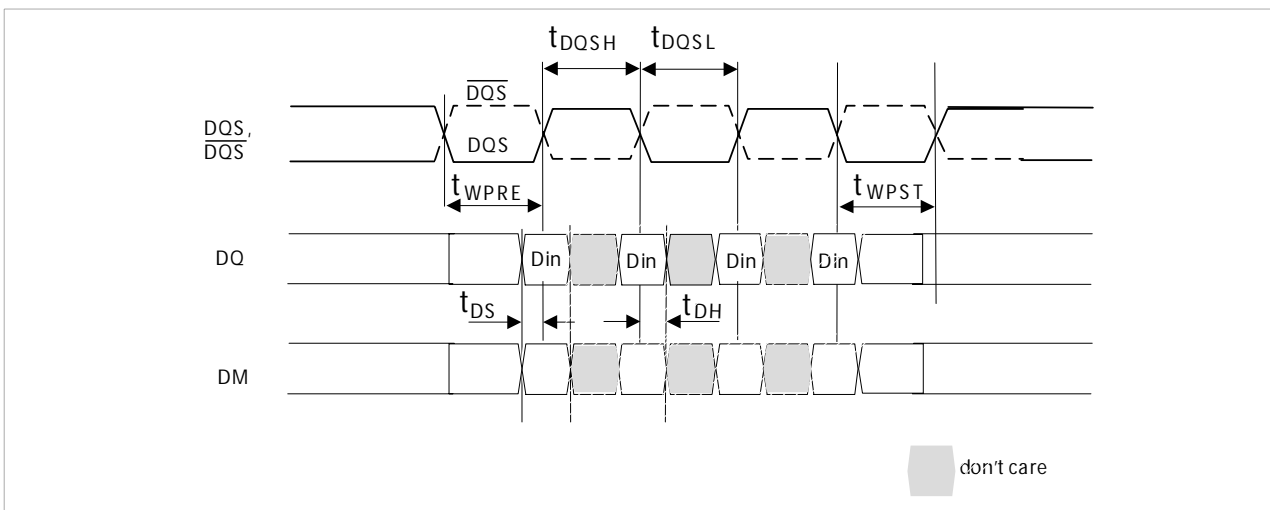 tDQSH tDQSL
DQS
DQS,
DQS
DQS
tWPRE tWPST
DQ Din Din Din Din
tDS tDH
DM
don't care